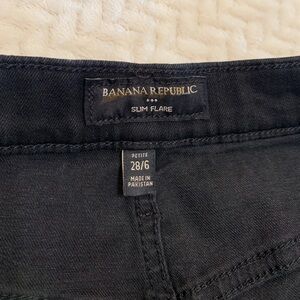 BANANA REPUBLIC
SLIM FLARE
PETITE
28/6
MADE IN
PAKISTAN